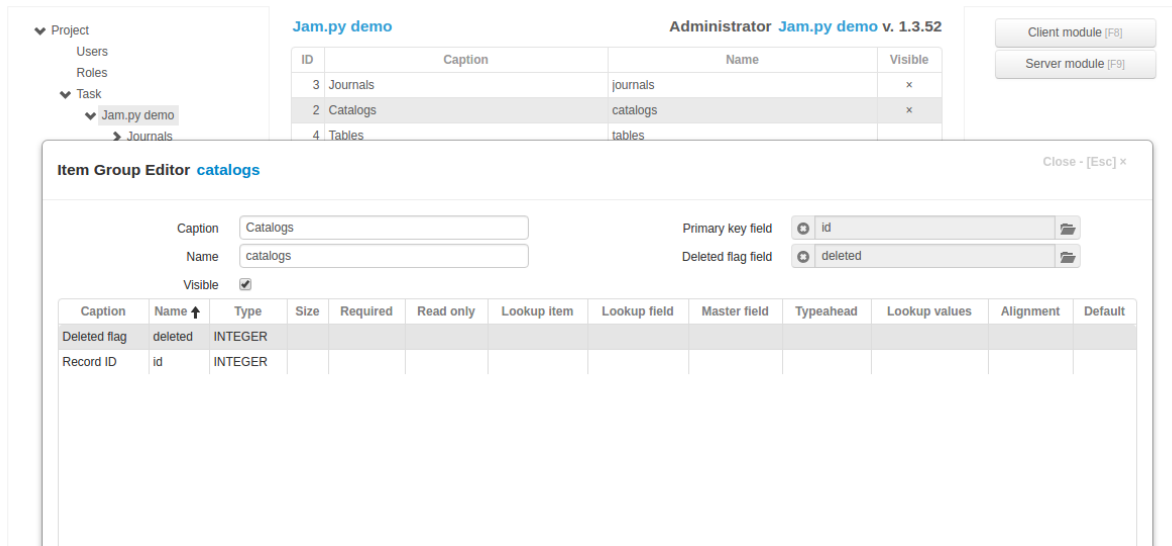 Project
Users
Roles
Task
Jam.py demo
Journals
Jam.py demo
Administrator Jam.py demo v. 1.3.52
ID Caption Name Visible
3 Journals journals ×
2 Catalogs catalogs ×
4 Tables tables
Client module [F8]
Server module [F9]
Item Group Editor catalogs
Close - [Esc] ×
Caption Catalogs
Name catalogs
Visible
Primary key field id
Deleted flag field deleted
Caption Name Type Size Required Read only Lookup item Lookup field Master field Typeahead Lookup values Alignment Default
Deleted flag deleted INTEGER
Record ID id INTEGER